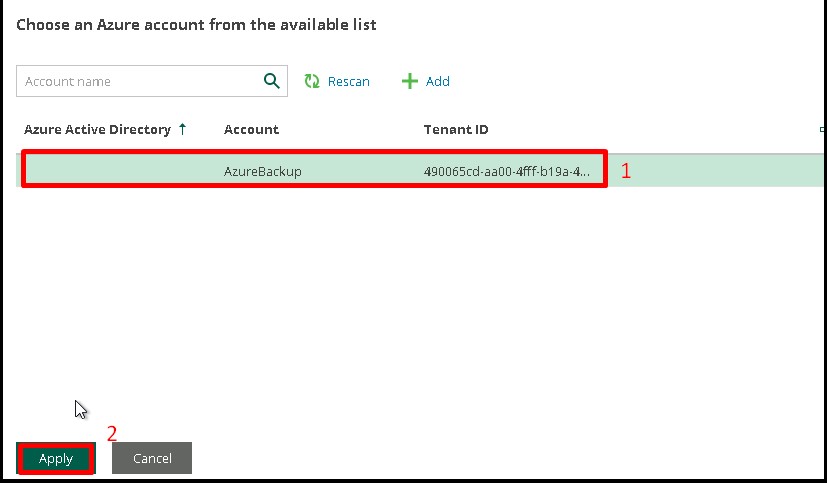 Choose an Azure account from the available list
Account name Rescan Add
Azure Active Directory ↑ Account Tenant ID
AzureBackup 490065cd-aa00-4fff-b19a-4... 1
2
Apply Cancel